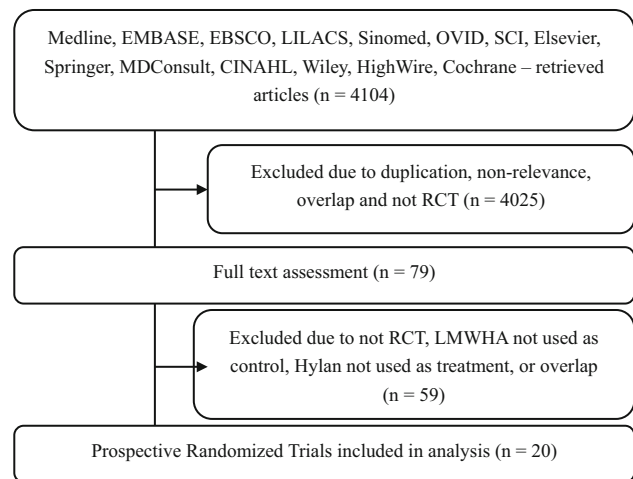 Medline, EMBASE, EBSCO, LILACS, Sinomed, OVID, SCI, Elsevier,
Springer, MDConsult, CINAHL, Wiley, HighWire, Cochrane – retrieved
articles (n = 4104)
Excluded due to duplication, non-relevance,
overlap and not RCT (n = 4025)
Full text assessment (n = 79)
Excluded due to not RCT, LMWHA not used as
control, Hylan not used as treatment, or overlap
(n = 59)
Prospective Randomized Trials included in analysis (n = 20)